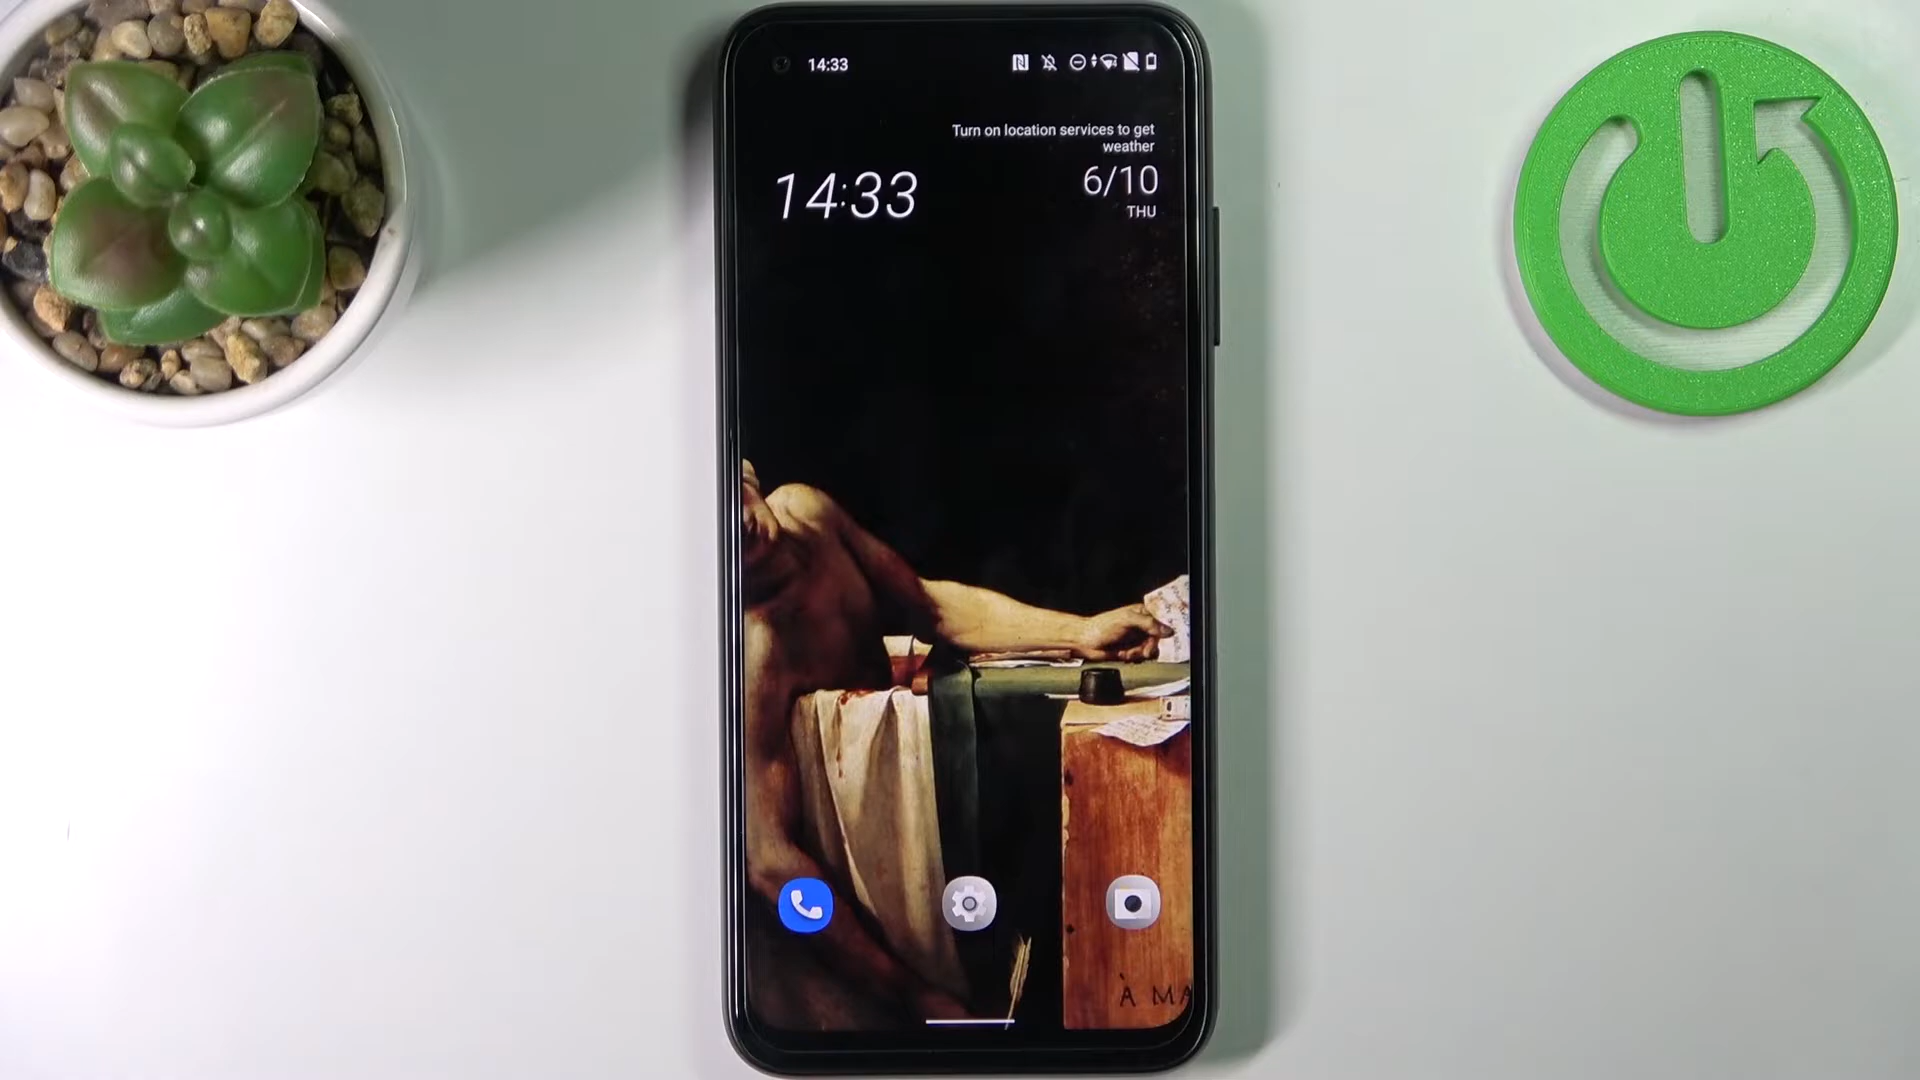 14:33
Turn on location services to get
weather
14:33
6/10
THU
À MA